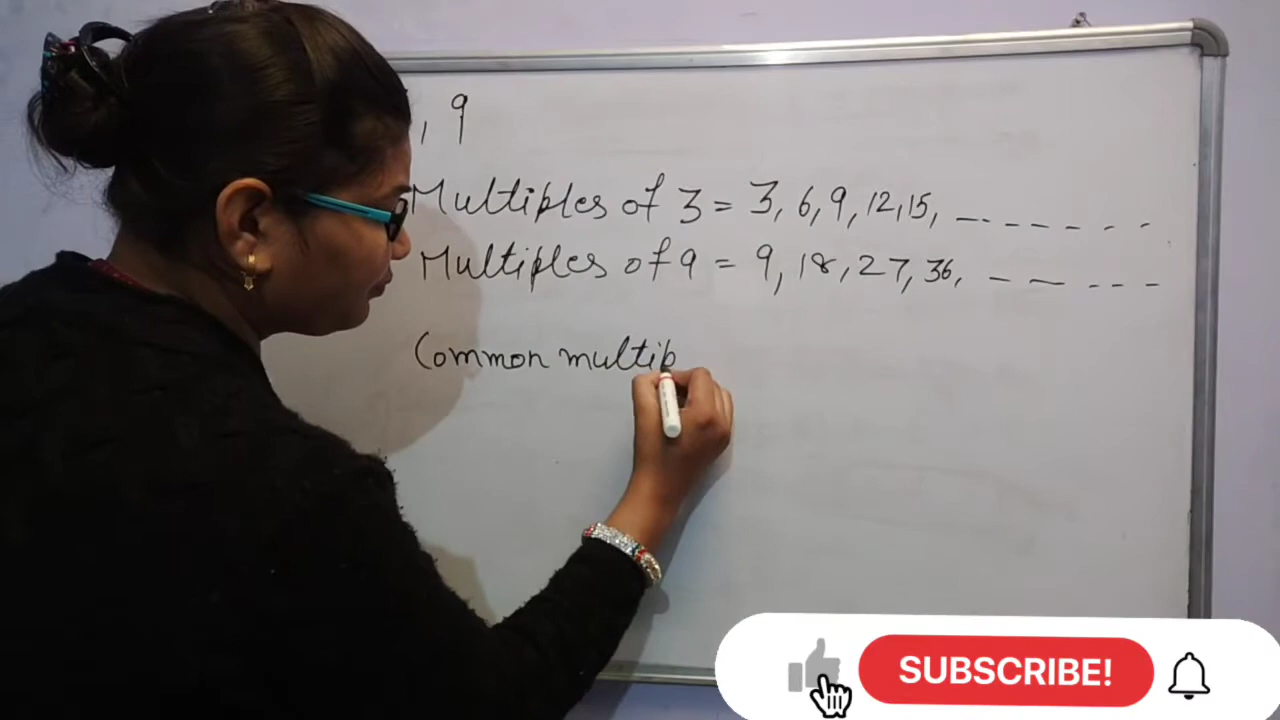 , 9
Multiples of 3 = 3, 6, 9, 12, 15, _ _ _ _ _ _
Multiples of 9 = 9, 18, 27, 36, _ _ _ _ _
Common multip
SUBSCRIBE!